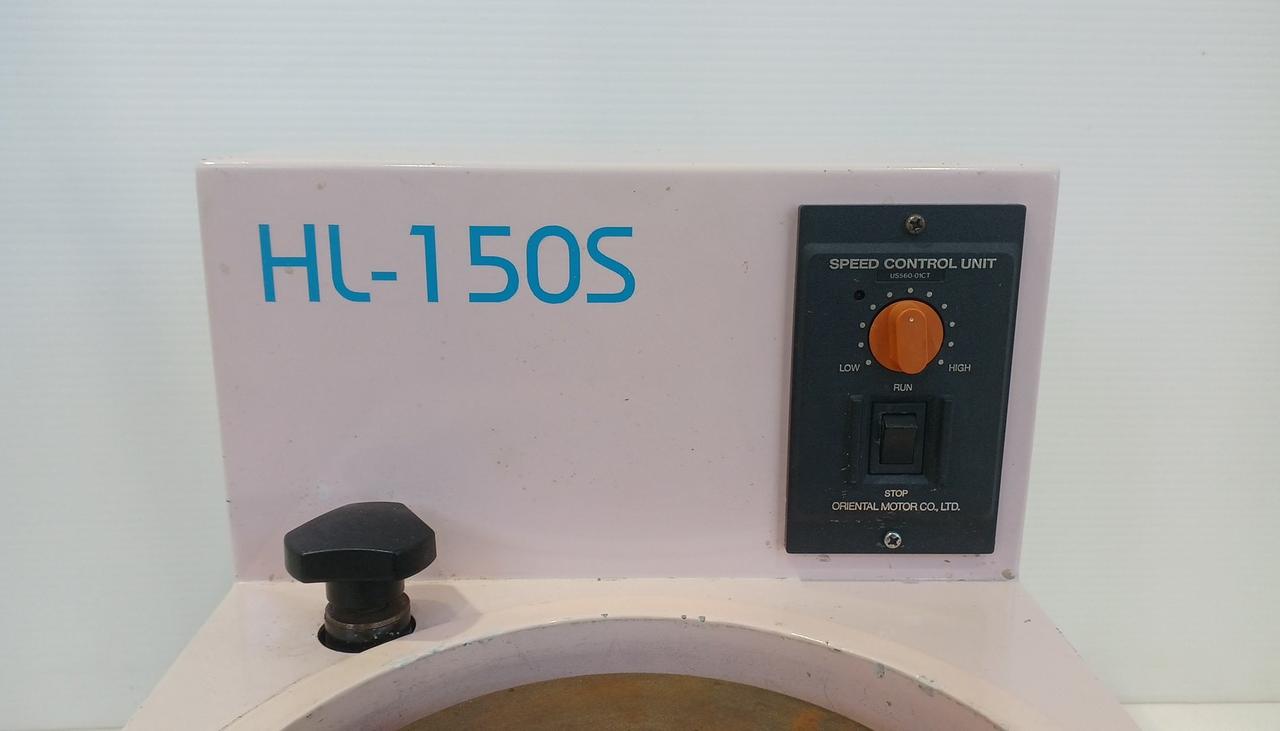 HL-150S
SPEED CONTROL UNIT
US560-01CT
LOW
HIGH
RUN
STOP
ORIENTAL MOTOR CO., LTD.